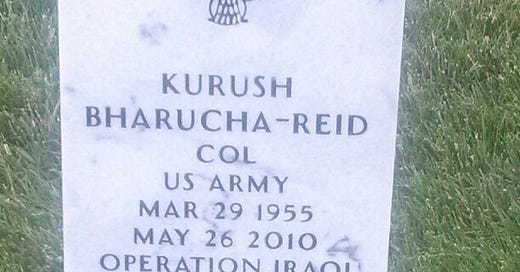 KURUSH
BHARUCHA-REID
COL
US ARMY
MAR 29 1955
MAY 26 2010
OPERATION IRAQI